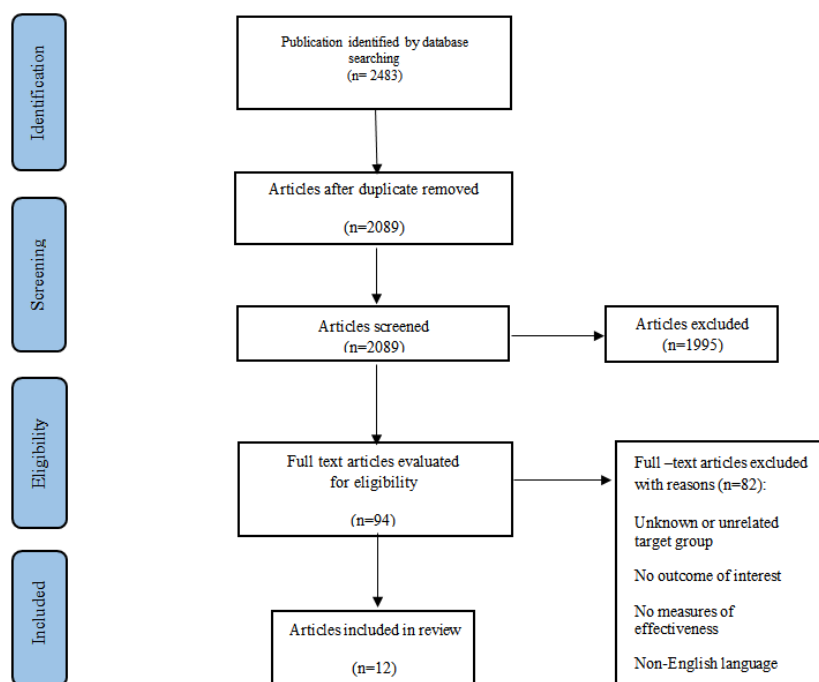 Identification
Publication identified by database
searching
(n= 2483)
Articles after duplicate removed
(n=2089)
Screening
Articles screened
(n=2089)
Articles excluded
(n=1995)
Eligibility
Full text articles evaluated
for eligibility
(n=94)
Full –text articles excluded
with reasons (n=82):
Unknown or unrelated
target group
No outcome of interest
No measures of
effectiveness
Non-English language
Included
Articles included in review
(n=12)